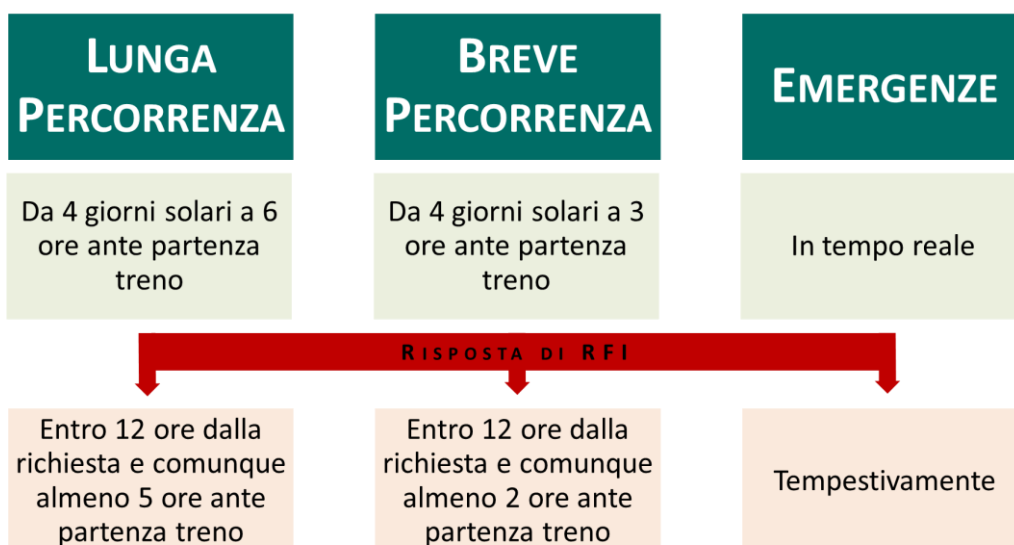 LUNGA
PERCORRENZA
BREVE
PERCORRENZA
EMERGENZE
Da 4 giorni solari a 6
ore ante partenza
treno
Da 4 giorni solari a 3
ore ante partenza
treno
In tempo reale
RISPOSTA DI RFI
Entro 12 ore dalla
richiesta e comunque
almeno 5 ore ante
partenza treno
Entro 12 ore dalla
richiesta e comunque
almeno 2 ore ante
partenza treno
Tempestivamente